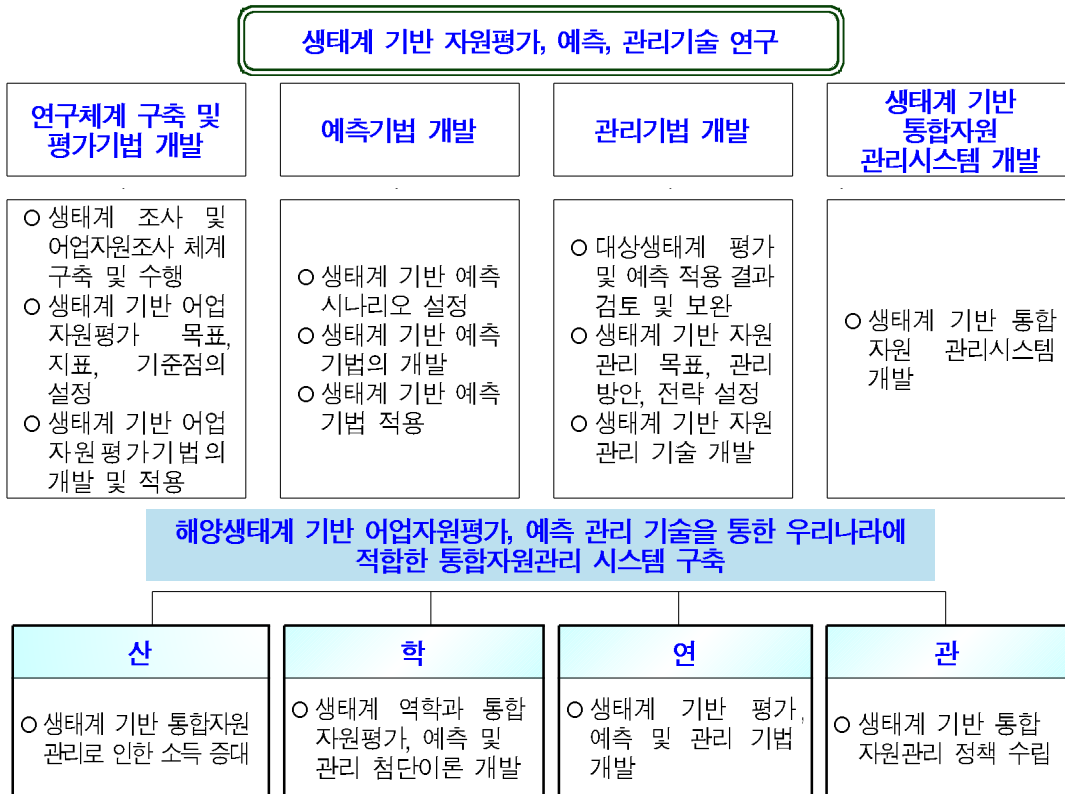 생태계 기반 자원평가, 예측, 관리기술 연구
연구체계 구축 및
평가기법 개발
예측기법 개발
관리기법 개발
생태계 기반
통합자원
관리시스템 개발
○ 생태계 조사 및
어업자원조사 체계
구축 및 수행
○ 생태계 기반 어업
자원평가 목표,
지표, 기준점의
설정
○ 생태계 기반 어업
자원평가기법의
개발 및 적용
○ 생태계 기반 예측
시나리오 설정
○ 생태계 기반 예측
기법의 개발
○ 생태계 기반 예측
기법 적용
○ 대상생태계 평가
및 예측 적용 결과
검토 및 보완
○ 생태계 기반 자원
관리 목표, 관리
방안, 전략 설정
○ 생태계 기반 자원
관리 기술 개발
○ 생태계 기반 통합
자원 관리시스템
개발
해양생태계 기반 어업자원평가, 예측 관리 기술을 통한 우리나라에
적합한 통합자원관리 시스템 구축
산
○ 생태계 기반 통합자원
관리로 인한 소득 증대
학
○ 생태계 역학과 통합
자원평가, 예측 및
관리 첨단이론 개발
연
○ 생태계 기반 평가,
예측 및 관리 기법
개발
관
○ 생태계 기반 통합
자원관리 정책 수립